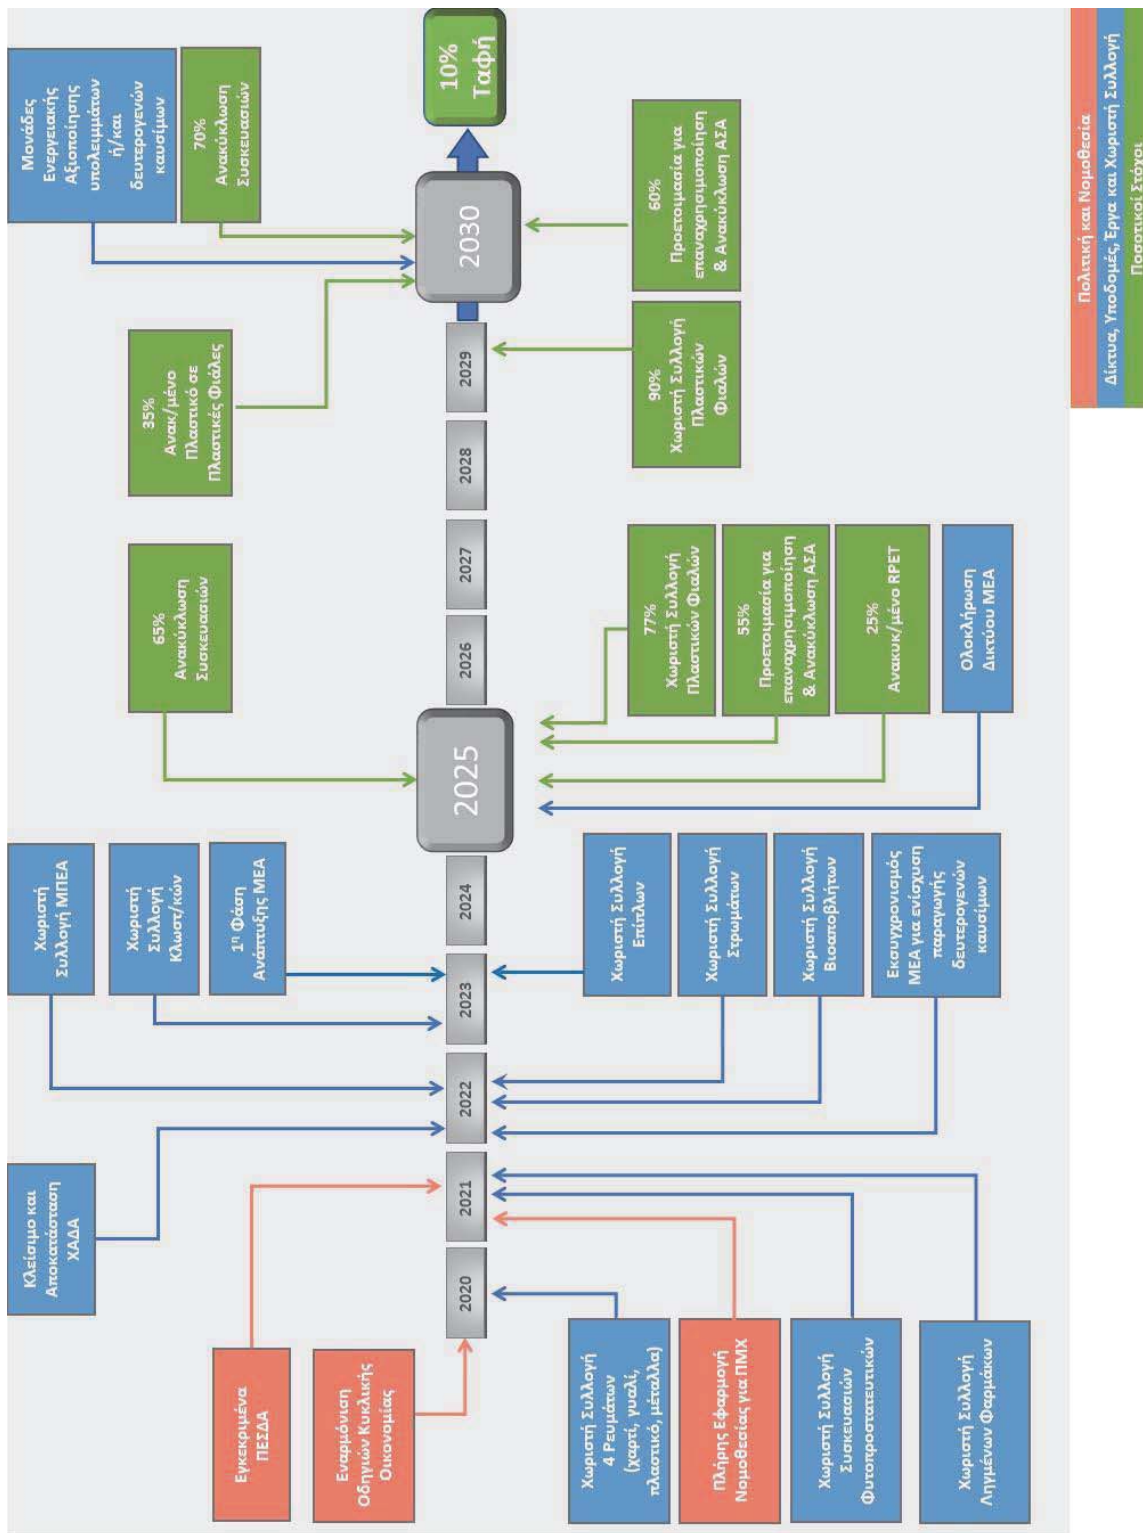 Κλείσιμο και
Αποκατάσταση
ΧΑΔΑ
Χωριστή
Συλλογή ΜΠΕΑ
Μονάδες
Ενεργειακής
Αξιοποίησης
υπολειμμάτων
ή/και
δευτερογενών
καυσίμων
Χωριστή
Συλλογή
Κλωστ/κών
65%
Ανακύκλωση
Συσκευασιών
35%
Ανακ/μένο
Πλαστικό σε
Πλαστικές Φιάλες
70%
Ανακύκλωση
Συσκευασιών
Εγκεκριμένα
ΠΕΣΔΑ
1η Φάση
Ανάπτυξης ΜΕΑ
Εναρμόνιση
Οδηγιών Κυκλικής
Οικονομίας
2020
2021
2022
2023
2024
2025
2026
2027
2028
2029
2030
10%
Ταφή
Χωριστή Συλλογή
4 Ρευμάτων
(χαρτί, γυαλί,
πλαστικό, μέταλλα)
Χωριστή Συλλογή
Επίπλων
77%
Χωριστή Συλλογή
Πλαστικών Φιαλών
90%
Χωριστή Συλλογή
Πλαστικών
Φιαλών
60%
Προετοιμασία για
επαναχρησιμοποίηση
& Ανακύκλωση ΑΣΑ
Πλήρης Εφαρμογή
Νομοθεσίας για ΠΜΧ
Χωριστή Συλλογή
Στρωμάτων
55%
Προετοιμασία για
επαναχρησιμοποίηση
& Ανακύκλωση ΑΣΑ
Χωριστή Συλλογή
Συσκευασιών
Φυτοπροστατευτικών
Χωριστή Συλλογή
Βιοαποβλήτων
25%
Ανακυκ/μένο RPET
Χωριστή Συλλογή
Ληγμένων Φαρμάκων
Εκσυγχρονισμός
ΜΕΑ για ενίσχυση
παραγωγής
δευτερογενών
καυσίμων
Ολοκλήρωση
Δικτύου ΜΕΑ
Πολιτική και Νομοθεσία
Δίκτυα, Υποδομές, Έργα και Χωριστή Συλλογή
Ποσοτικοί Στόχοι